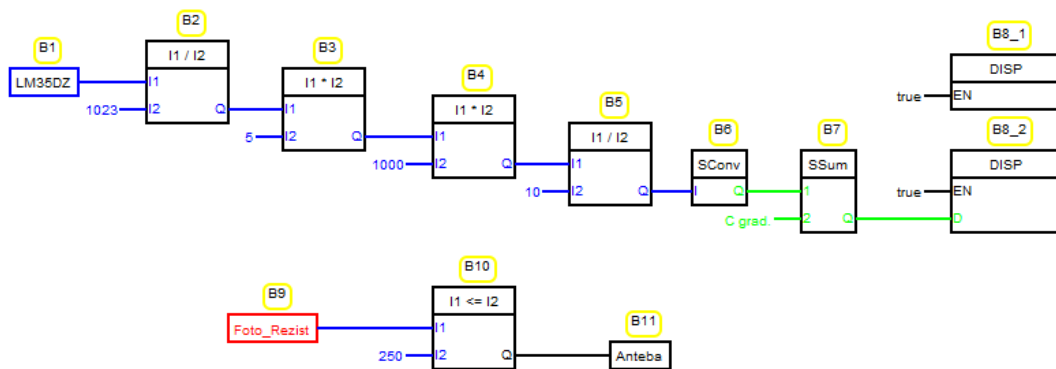 B1
LM35DZ
B2
I1 / I2
I1
1023 I2 Q
B3
I1 * I2
I1
5 I2 Q
B4
I1 * I2
I1
1000 I2 Q
B5
I1 / I2
I1
10 I2 Q
B6
SConv
I Q
B7
SSum
1
C grad. 2 Q
B8_1
DISP
true EN
B8_2
DISP
true EN
D
B9
Foto_Rezist
B10
I1 <= I2
I1
250 I2 Q
B11
Anteba